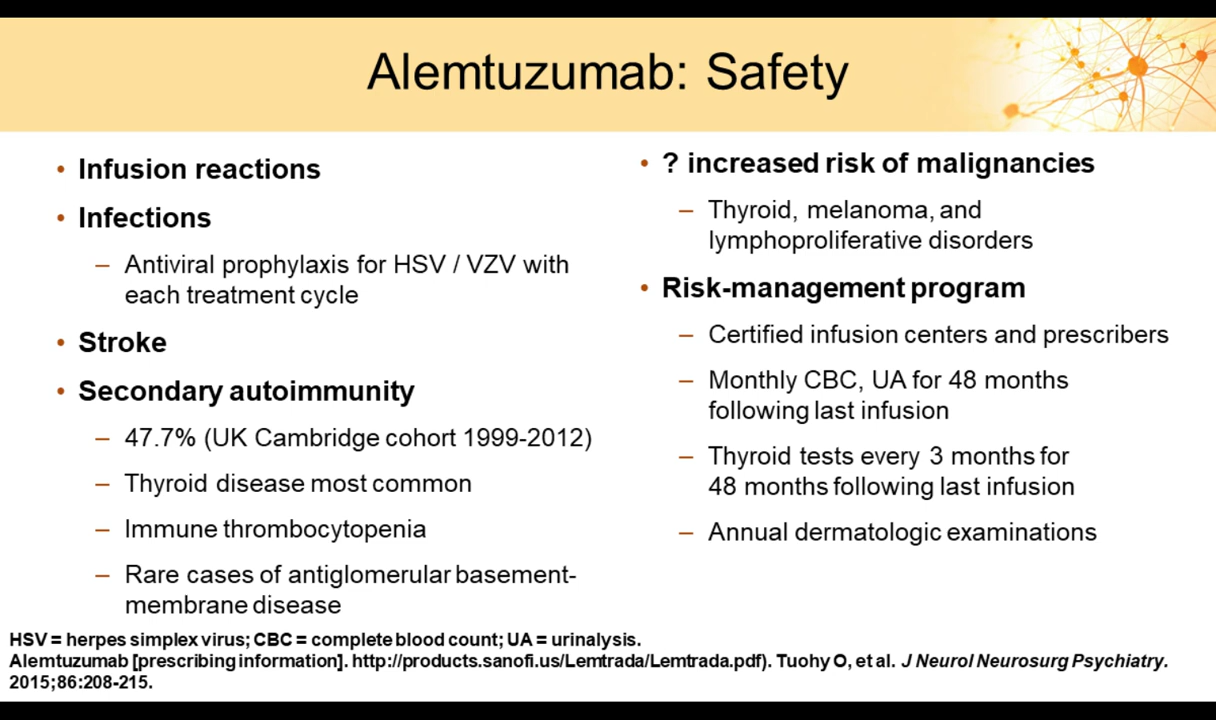 Alemtuzumab: Safety
• Infusion reactions
• Infections
– Antiviral prophylaxis for HSV / VZV with
each treatment cycle
• Stroke
• Secondary autoimmunity
– 47.7% (UK Cambridge cohort 1999-2012)
– Thyroid disease most common
– Immune thrombocytopenia
– Rare cases of antiglomerular basement-
membrane disease
• ? increased risk of malignancies
– Thyroid, melanoma, and
lymphoproliferative disorders
• Risk-management program
– Certified infusion centers and prescribers
– Monthly CBC, UA for 48 months
following last infusion
– Thyroid tests every 3 months for
48 months following last infusion
– Annual dermatologic examinations
HSV = herpes simplex virus; CBC = complete blood count; UA = urinalysis.
Alemtuzumab [prescribing information]. http://products.sanofi.us/Lemtrada/Lemtrada.pdf). Tuohy O, et al. J Neurol Neurosurg Psychiatry.
2015;86:208-215.